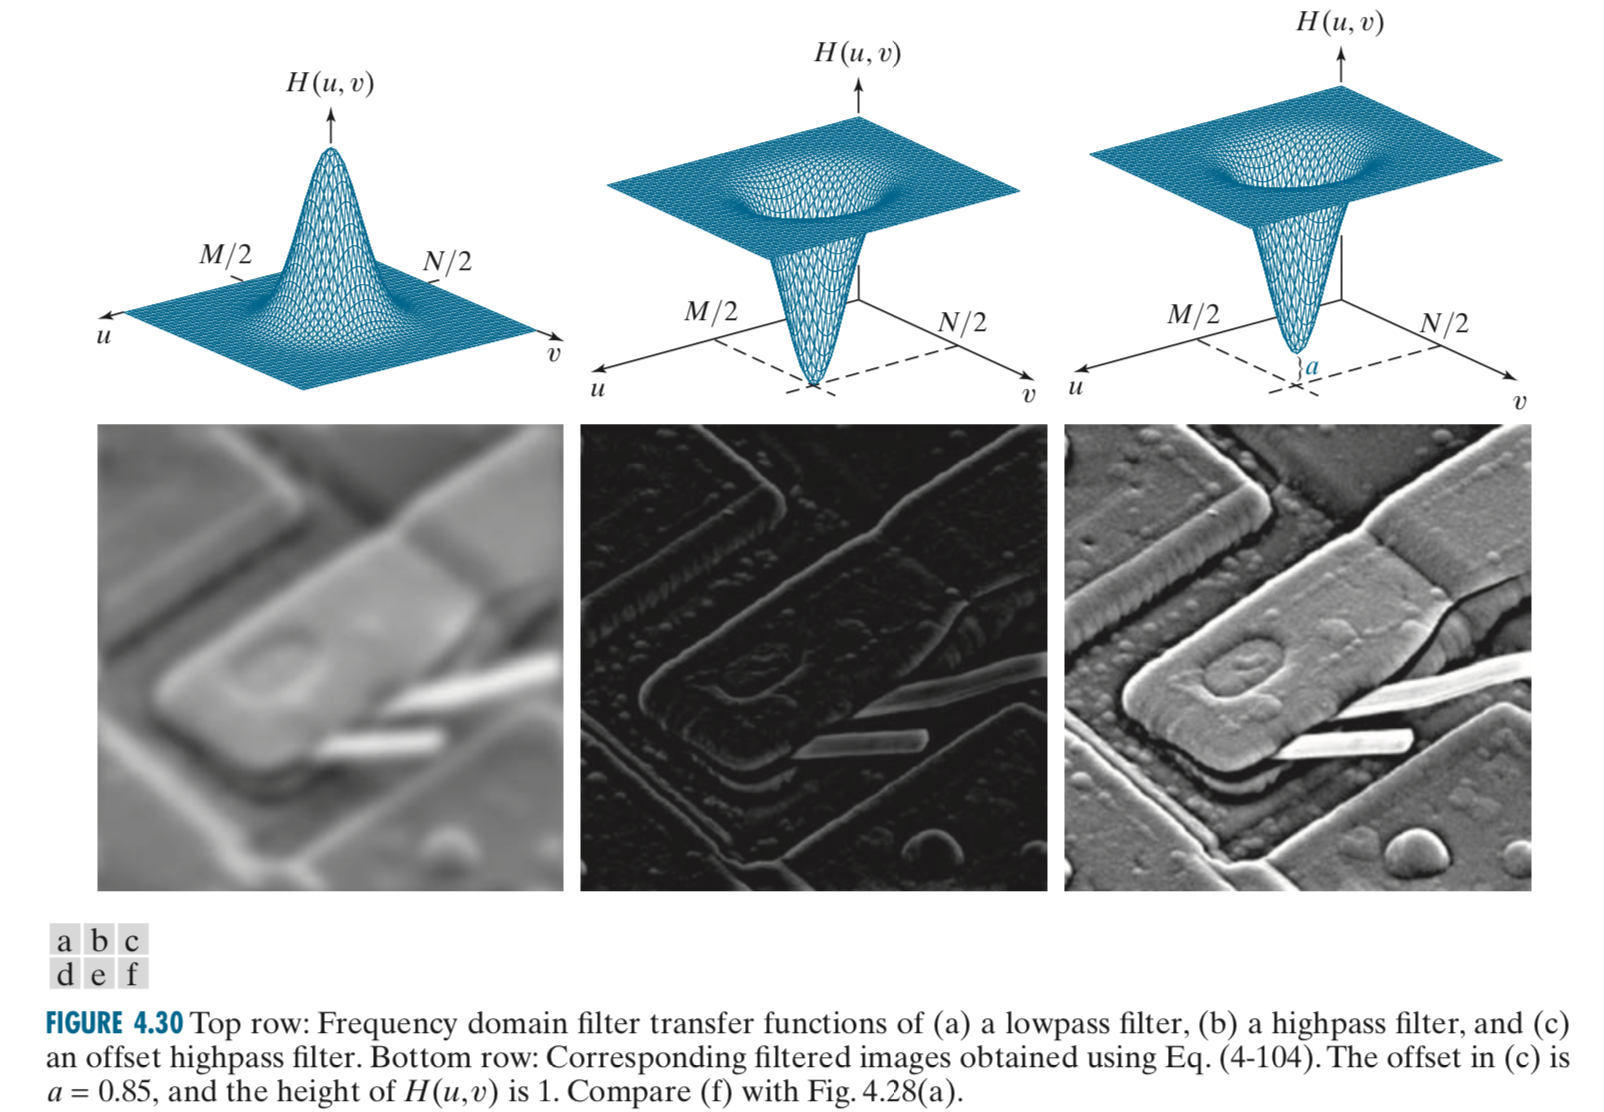 H(u, v)
M/2
N/2
u
v
H(u, v)
M/2
N/2
u
v
H(u, v)
M/2
N/2
a
u
v
a b c
d e f
FIGURE 4.30 Top row: Frequency domain filter transfer functions of (a) a lowpass filter, (b) a highpass filter, and (c)
an offset highpass filter. Bottom row: Corresponding filtered images obtained using Eq. (4-104). The offset in (c) is
a = 0.85, and the height of H(u,v) is 1. Compare (f) with Fig. 4.28(a).